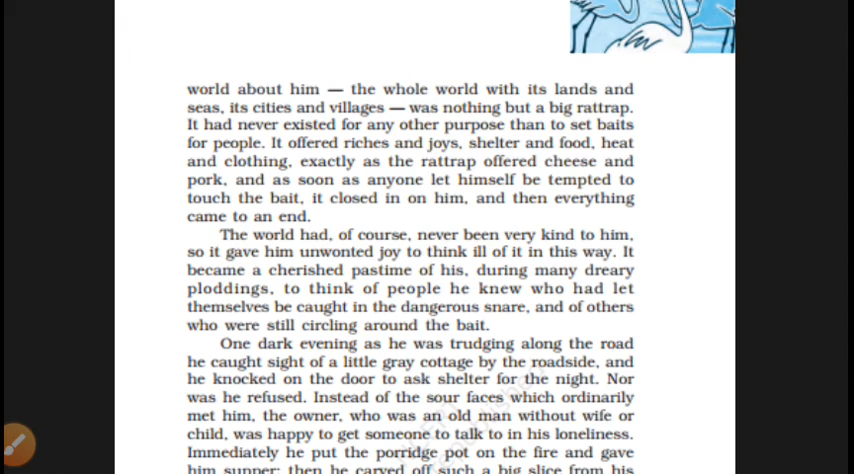 world about him — the whole world with its lands and
seas, its cities and villages — was nothing but a big rattrap.
It had never existed for any other purpose than to set baits
for people. It offered riches and joys, shelter and food, heat
and clothing, exactly as the rattrap offered cheese and
pork, and as soon as anyone let himself be tempted to
touch the bait, it closed in on him, and then everything
came to an end.
The world had, of course, never been very kind to him,
so it gave him unwonted joy to think ill of it in this way. It
became a cherished pastime of his, during many dreary
ploddings, to think of people he knew who had let
themselves be caught in the dangerous snare, and of others
who were still circling around the bait.
One dark evening as he was trudging along the road
he caught sight of a little gray cottage by the roadside, and
he knocked on the door to ask shelter for the night. Nor
was he refused. Instead of the sour faces which ordinarily
met him, the owner, who was an old man without wife or
child, was happy to get someone to talk to in his loneliness.
Immediately he put the porridge pot on the fire and gave
him supper; then he carved off such a big slice from his